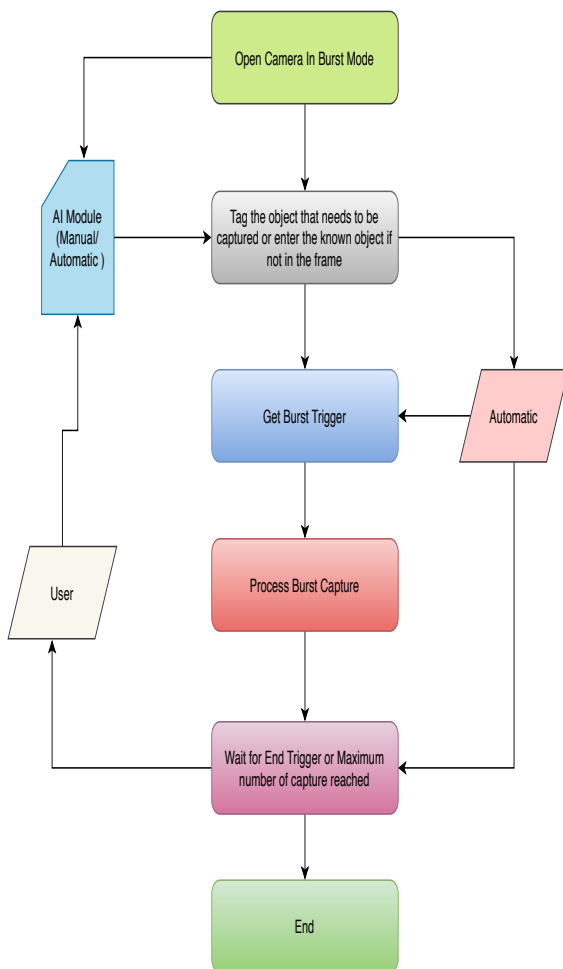 Open Camera In Burst Mode
AI Module
(Manual/
Automatic )
Tag the object that needs to be
captured or enter the known object if
not in the frame
Get Burst Trigger
Automatic
Process Burst Capture
User
Wait for End Trigger or Maximum
number of capture reached
End